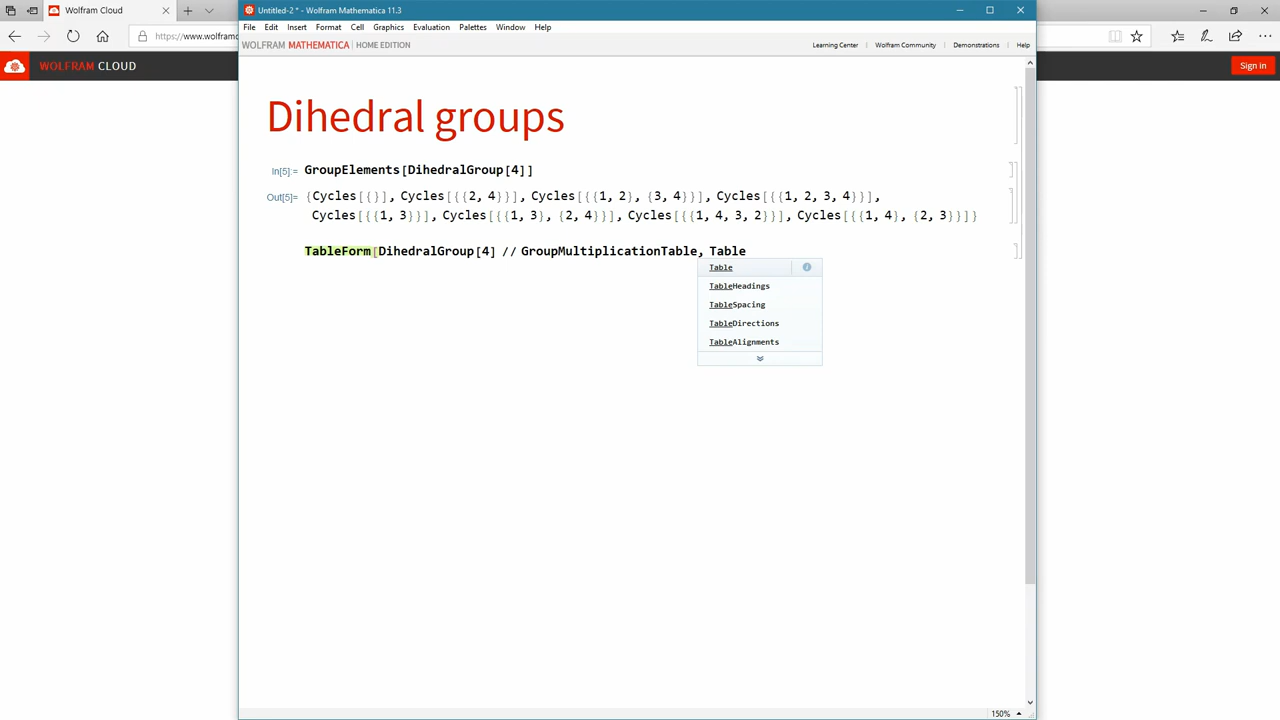 Wolfram Cloud
Untitled-2 * - Wolfram Mathematica 11.3
https://www.wolframc
File Edit Insert Format Cell Graphics Evaluation Palettes Window Help
WOLFRAM MATHEMATICA | HOME EDITION
Learning Center | Wolfram Community | Demonstrations | Help
WOLFRAM CLOUD
Sign in
Dihedral groups
In[5]:= GroupElements[DihedralGroup[4]]
Out[5]= {Cycles[{}], Cycles[{{2, 4}}], Cycles[{{1, 2}, {3, 4}}], Cycles[{{1, 2, 3, 4}}],
Cycles[{{1, 3}}], Cycles[{{1, 3}, {2, 4}}], Cycles[{{1, 4, 3, 2}}], Cycles[{{1, 4}, {2, 3}}]}
TableForm[DihedralGroup[4] // GroupMultiplicationTable, Table
Table
TableHeadings
TableSpacing
TableDirections
TableAlignments
150%